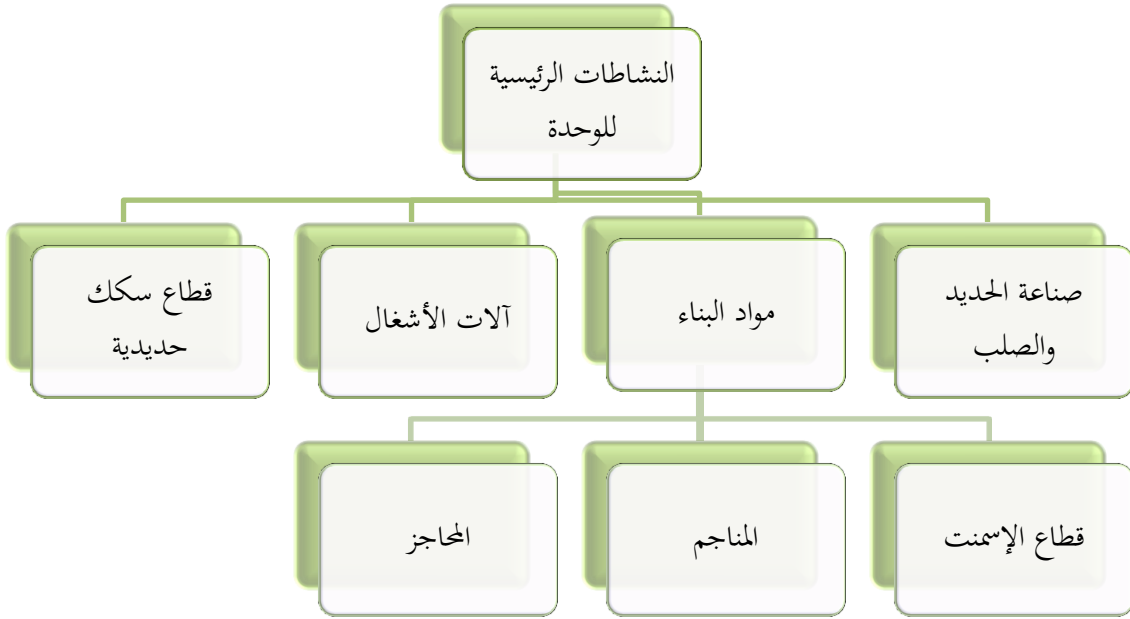 النشاطات الرئيسية
للوحدة
صناعة الحديد
والصلب
مواد البناء
آلات الأشغال
قطاع سكك
حديدية
قطاع الإسمنت
المناجم
المحاجز